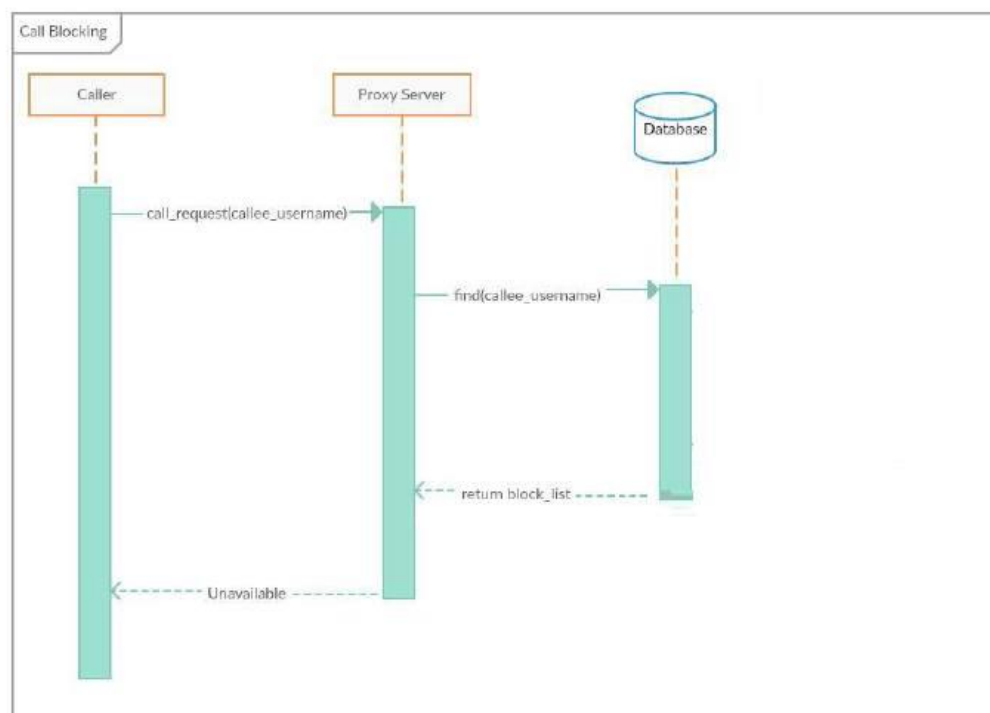 Call Blocking
Caller
Proxy Server
Database
call_request(callee_username)
find(callee_username)
return block_list
Unavailable